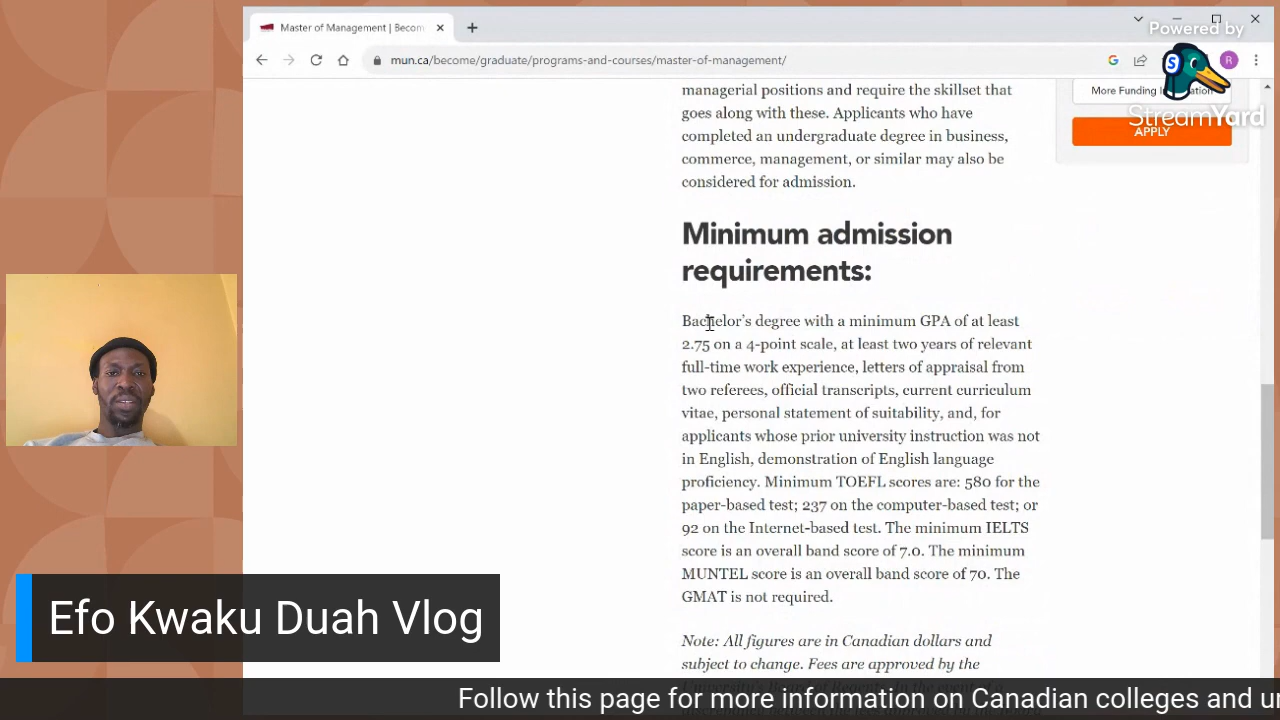 Master of Management | Becom
mun.ca/become/graduate/programs-and-courses/master-of-management/
Powered by
StreamYard
managerial positions and require the skillset that
goes along with these. Applicants who have
completed an undergraduate degree in business,
commerce, management, or similar may also be
considered for admission.
More Funding In
APPLY
Minimum admission
requirements:
Bachelor's degree with a minimum GPA of at least
2.75 on a 4-point scale, at least two years of relevant
full-time work experience, letters of appraisal from
two referees, official transcripts, current curriculum
vitae, personal statement of suitability, and, for
applicants whose prior university instruction was not
in English, demonstration of English language
proficiency. Minimum TOEFL scores are: 580 for the
paper-based test; 237 on the computer-based test; or
92 on the Internet-based test. The minimum IELTS
score is an overall band score of 7.0. The minimum
MUNTEL score is an overall band score of 70. The
GMAT is not required.
Note: All figures are in Canadian dollars and
subject to change. Fees are approved by the
Efo Kwaku Duah Vlog
Follow this page for more information on Canadian colleges and u